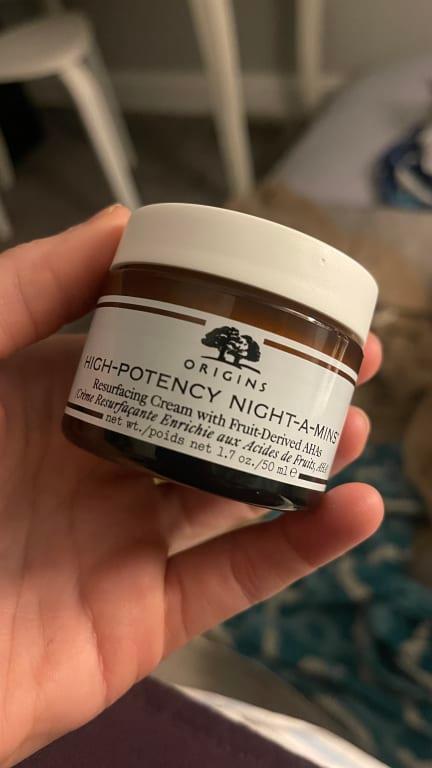 ORIGINS
HIGH-POTENCY NIGHT-A-MINS™
Resurfacing Cream with Fruit-Derived AHAs
/Crème Resurfaçante Enrichie aux Acides de Fruits, AHA
net wt./poids net 1.7 oz./50 ml ℮